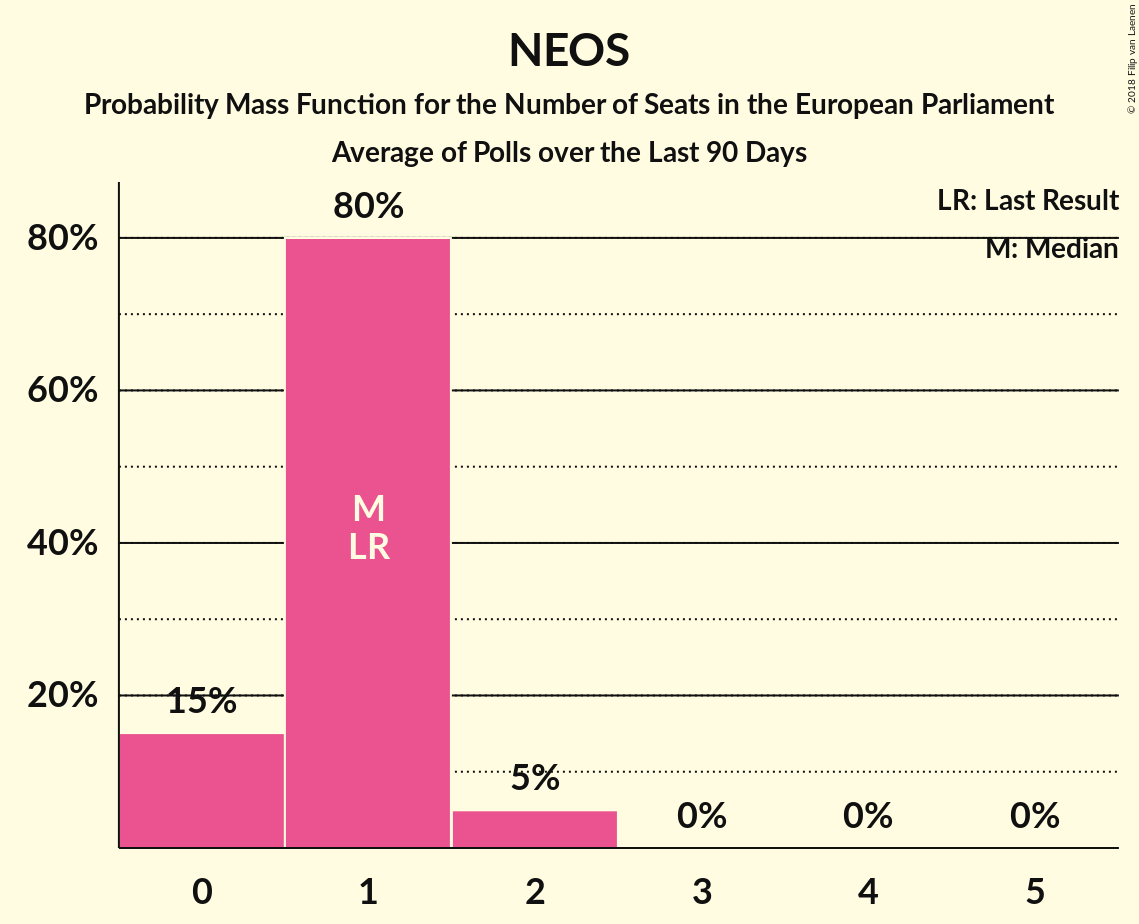 NEOS
Probability Mass Function for the Number of Seats in the European Parliament
Average of Polls over the Last 90 Days
© 2018 Filip van Laenen
LR: Last Result
M: Median
80%
60%
40%
20%
15%
80%
M
LR
5%
0%
0%
0%
0
1
2
3
4
5